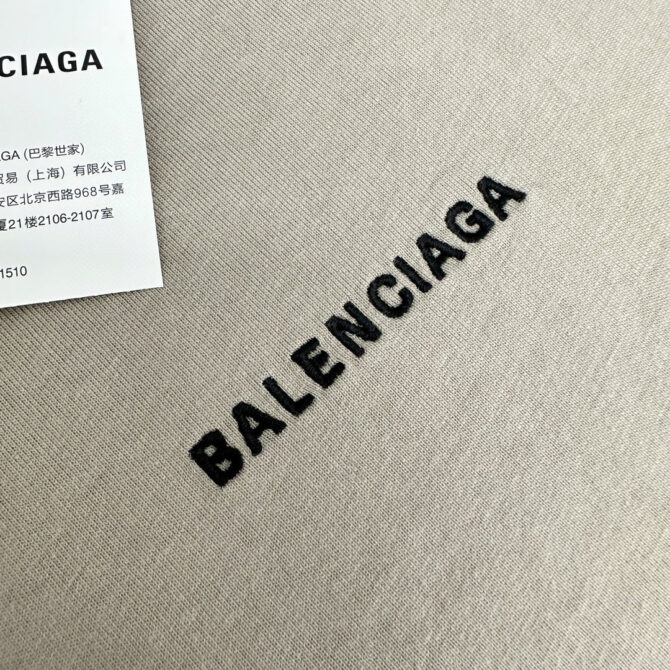 CIAGA
GA (巴黎世家)
贸易（上海）有限公司
安区北京西路968号嘉
厦21楼2106-2107室
1510
BALENCIAGA